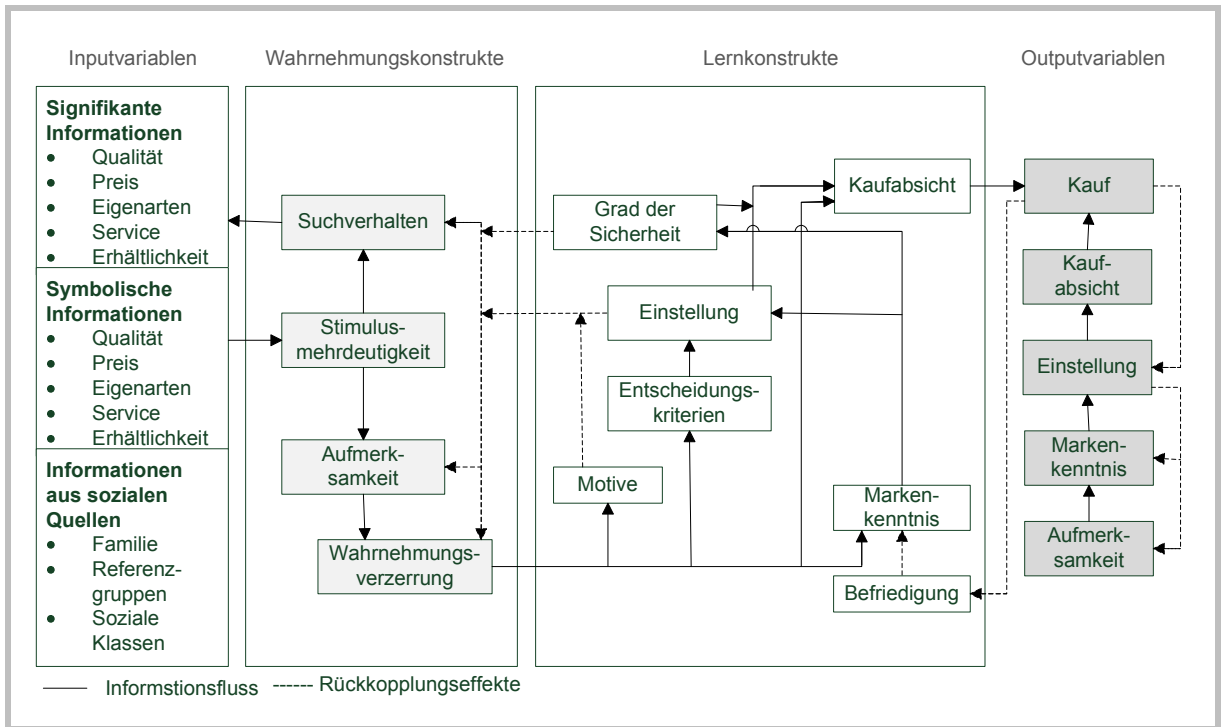 Inputvariablen
Wahrnehmungskonstrukte
Lernkonstrukte
Outputvariablen
Signifikante
Informationen
• Qualität
• Preis
• Eigenarten
• Service
• Erhältlichkeit
Symbolische
Informationen
• Qualität
• Preis
• Eigenarten
• Service
• Erhältlichkeit
Informationen
aus sozialen
Quellen
• Familie
• Referenz-
gruppen
• Soziale
Klassen
Suchverhalten
Stimulus-
mehrdeutigkeit
Aufmerk-
samkeit
Wahrnehmungs-
verzerrung
Grad der
Sicherheit
Kaufabsicht
Einstellung
Entscheidungs-
kriterien
Motive
Marken-
kenntnis
Befriedigung
Kauf
Kauf-
absicht
Einstellung
Marken-
kenntnis
Aufmerk-
samkeit
Informstionsfluss
Rückkopplungseffekte